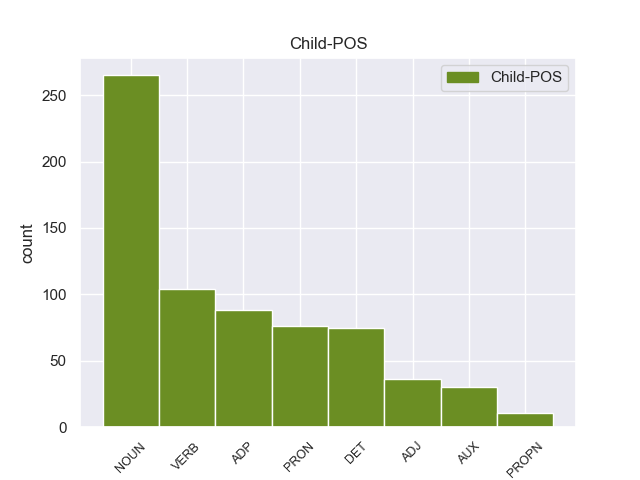 Child-POS
Child-POS
250
200
150
100
50
0
count
NOUN
VERB
ADP
PRON
DET
ADJ
AUX
PROPN